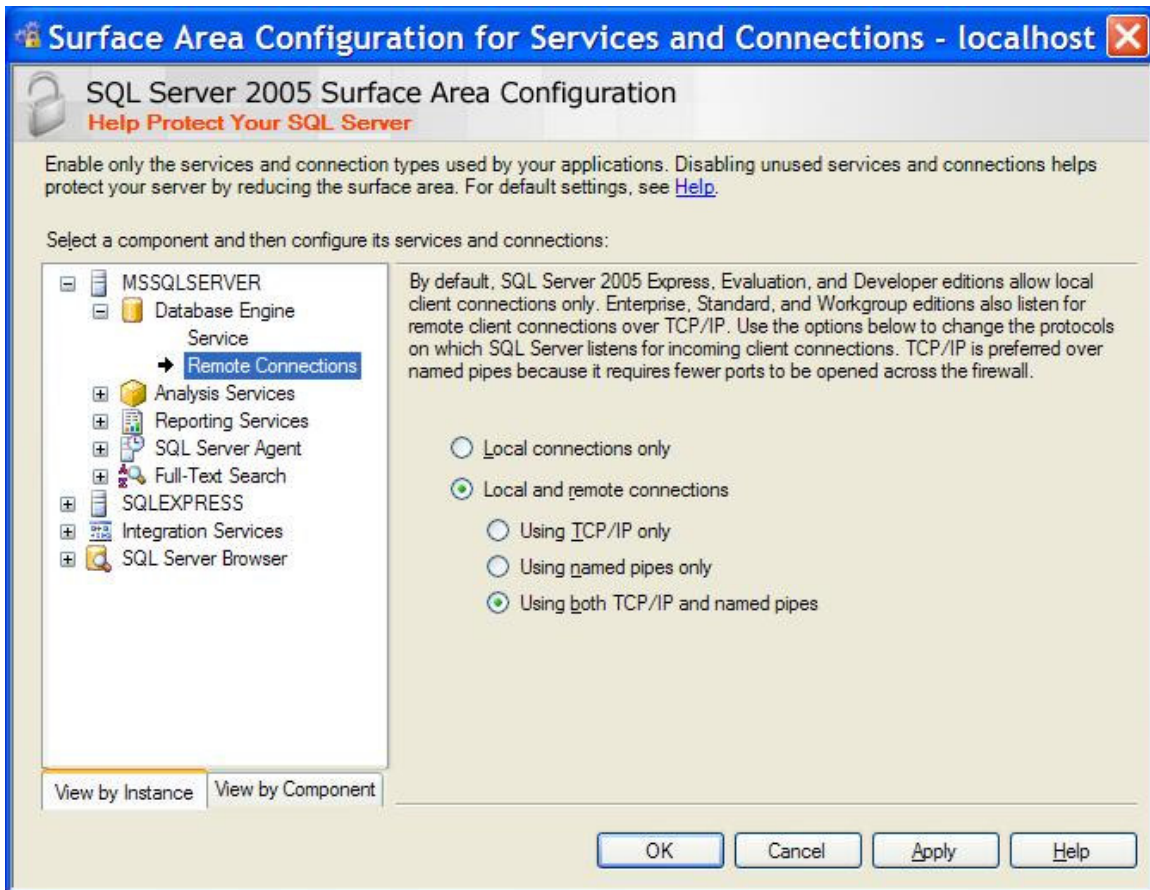 Surface Area Configuration for Services and Connections - localhost
SQL Server 2005 Surface Area Configuration
Help Protect Your SQL Server
Enable only the services and connection types used by your applications. Disabling unused services and connections helps
protect your server by reducing the surface area. For default settings, see Help.
Select a component and then configure its services and connections:
MSSQLSERVER
Database Engine
Service
Remote Connections
Analysis Services
Reporting Services
SQL Server Agent
Full-Text Search
SQLEXPRESS
Integration Services
SQL Server Browser
View by Instance
View by Component
By default, SQL Server 2005 Express, Evaluation, and Developer editions allow local
client connections only. Enterprise, Standard, and Workgroup editions also listen for
remote client connections over TCP/IP. Use the options below to change the protocols
on which SQL Server listens for incoming client connections. TCP/IP is preferred over
named pipes because it requires fewer ports to be opened across the firewall.
Local connections only
Local and remote connections
Using TCP/IP only
Using named pipes only
Using both TCP/IP and named pipes
OK
Cancel
Apply
Help